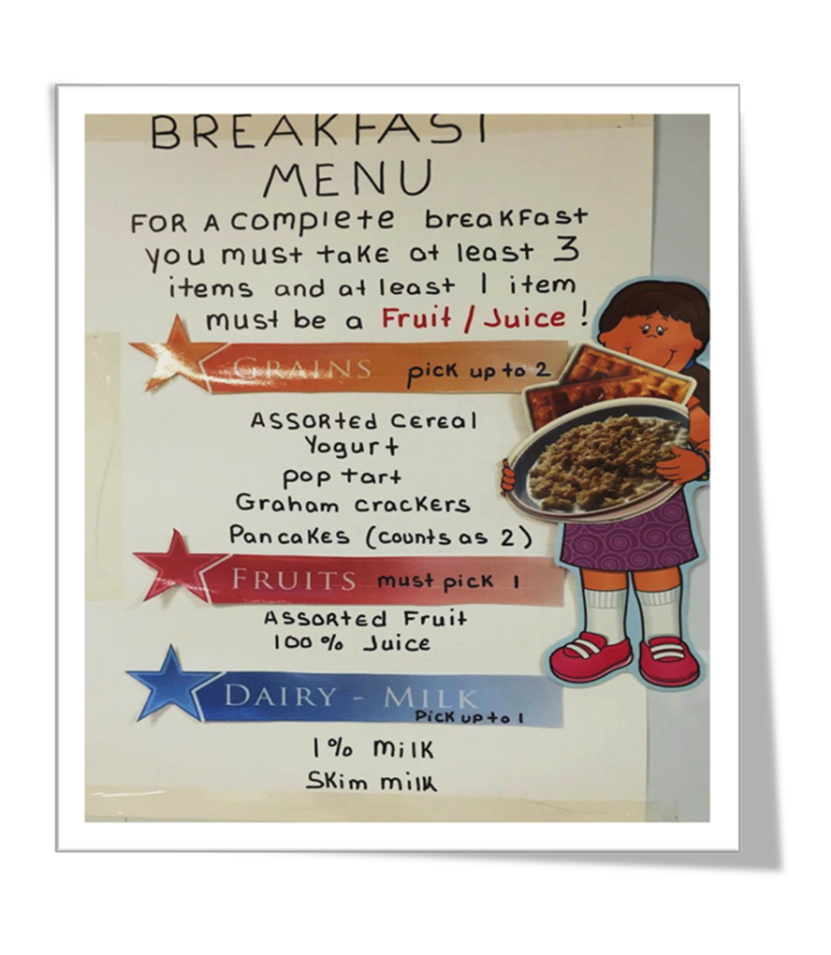 BREAKFAST
MENU
FOR A complete breakfast
you must take at least 3
items and at least 1 item
must be a Fruit / Juice !
GRAINS pick up to 2
ASSORTED CEREAL
Yogurt
pop tart
Graham crackers
Pancakes (counts as 2)
FRUITS must pick 1
ASSORTED Fruit
100% Juice
DAIRY - MILK
Pick up to 1
1% milk
Skim milk